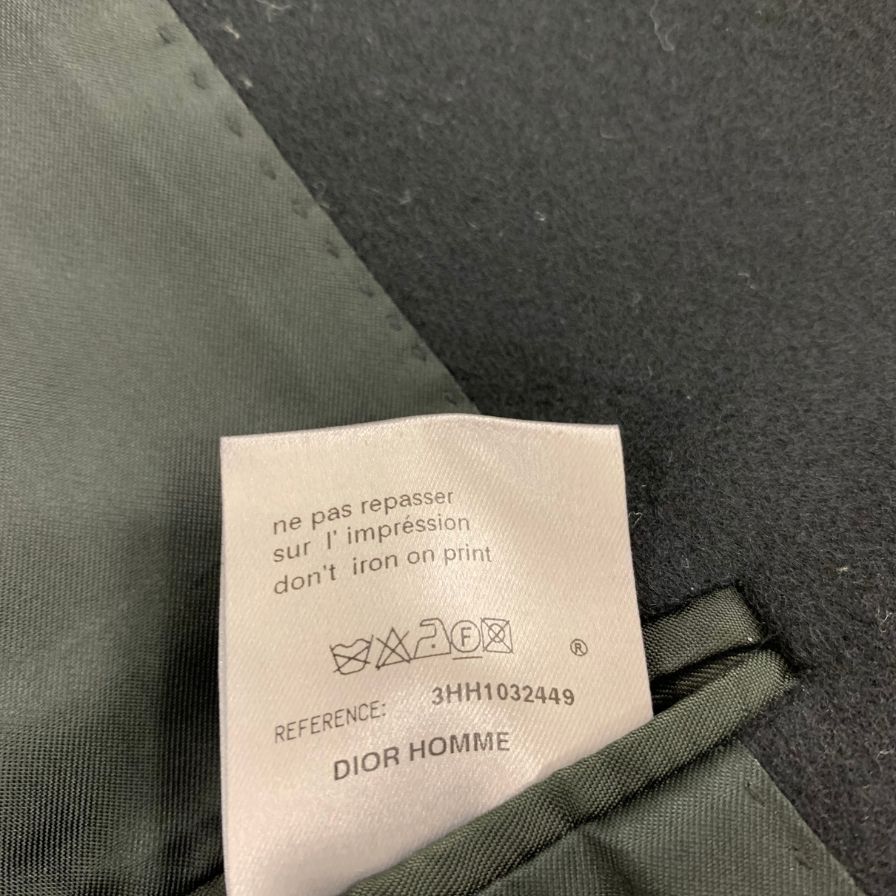 ne pas repasser
sur l' impréssion
don't iron on print
F ®
REFERENCE: 3HH1032449
DIOR HOMME